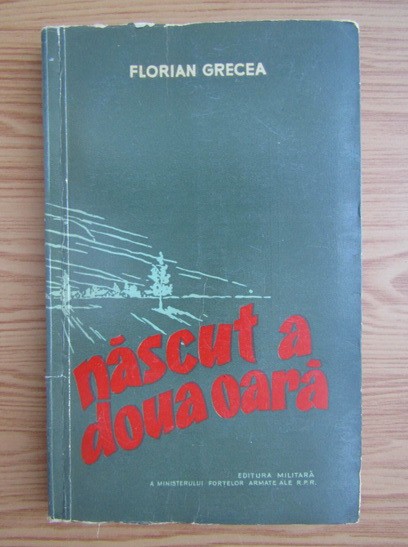 FLORIAN GRECEA
născut a
doua oară
EDITURA MILITARĂ
A MINISTERULUI FORȚELOR ARMATE ALE R.P.R.